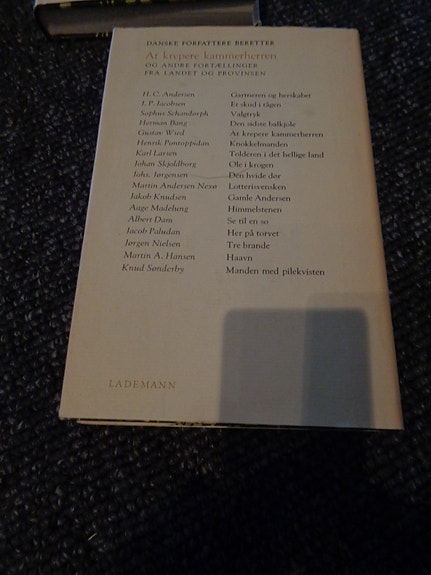 DANSKE FORFATTERE BERETTER
At krepere kammerherren
OG ANDRE FORTÆLLINGER
FRA LANDET OG PROVINSEN
H. C. Andersen Gartneren og herskabet
J. P. Jacobsen Et skud i tågen
Sophus Schandorph Valgtryk
Herman Bang Den sidste balkjole
Gustav Wied At krepere kammerherren
Henrik Pontoppidan Knokkelmanden
Karl Larsen Tolderen i det hellige land
Johan Skjoldborg Ole i krogen
Johs. Jørgensen Den hvide dør
Martin Andersen Nexø Lotterisvensken
Jakob Knudsen Gamle Andersen
Aage Madelung Himmelstenen
Albert Dam Se til en so
Jacob Paludan Her på torvet
Jørgen Nielsen Tre brande
Martin A. Hansen Haavn
Knud Sønderby Manden med pilekvisten
LADEMANN